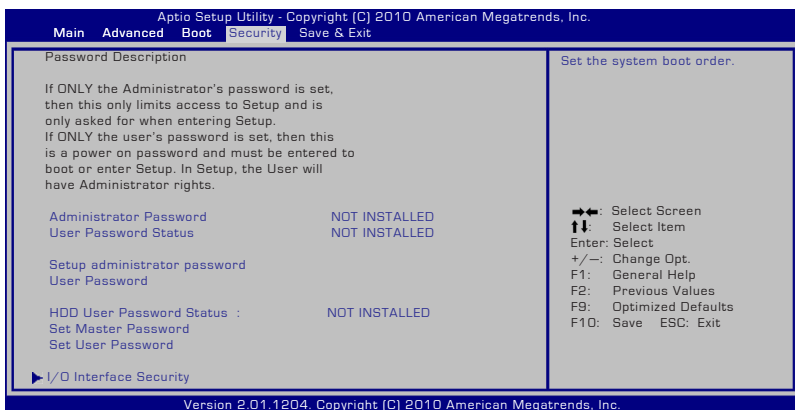 Aptio Setup Utility - Copyright (C) 2010 American Megatrends, Inc.
Main Advanced Boot Security Save & Exit
Password Description
If ONLY the Administrator's password is set,
then this only limits access to Setup and is
only asked for when entering Setup.
If ONLY the user's password is set, then this
is a power on password and must be entered to
boot or enter Setup. In Setup, the User will
have Administrator rights.
Administrator Password NOT INSTALLED
User Password Status NOT INSTALLED
Setup administrator password
User Password
HDD User Password Status : NOT INSTALLED
Set Master Password
Set User Password
I/O Interface Security
Set the system boot order.
→←: Select Screen
↑↓: Select Item
Enter: Select
+/—: Change Opt.
F1: General Help
F2: Previous Values
F9: Optimized Defaults
F10: Save ESC: Exit
Version 2.01.1204. Copyright (C) 2010 American Megatrends, Inc.